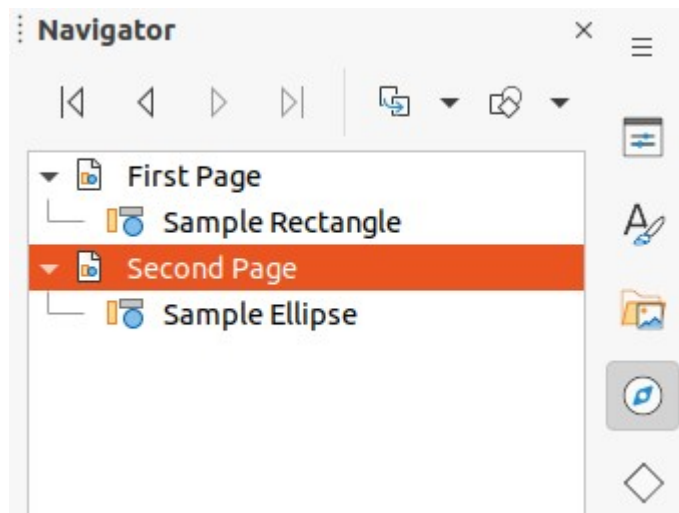 Navigator
First Page
Sample Rectangle
Second Page
Sample Ellipse